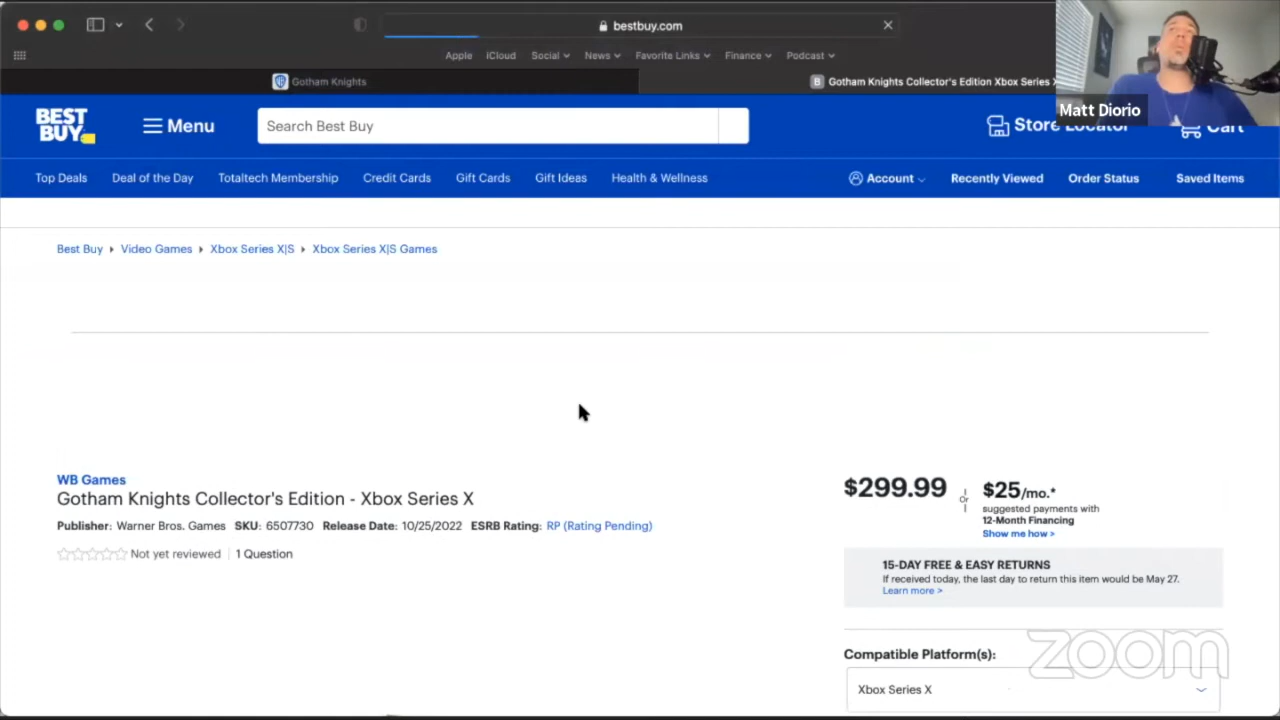 bestbuy.com
Apple iCloud Social News Favorite Links Finance Podcast
Gotham Knights
B Gotham Knights Collector's Edition Xbox Series
Matt Diorio
BEST BUY
Menu
Search Best Buy
Store Locator
Cart
Top Deals Deal of the Day Totaltech Membership Credit Cards Gift Cards Gift Ideas Health & Wellness Account Recently Viewed Order Status Saved Items
Best Buy Video Games Xbox Series X|S Xbox Series X|S Games
WB Games
Gotham Knights Collector's Edition - Xbox Series X
Publisher: Warner Bros. Games SKU: 6507730 Release Date: 10/25/2022 ESRB Rating: RP (Rating Pending)
Not yet reviewed 1 Question
$299.99
Or
$25/mo.*
suggested payments with
12-Month Financing
Show me how >
15-DAY FREE & EASY RETURNS
If received today, the last day to return this item would be May 27.
Learn more >
Compatible Platform(s):
Xbox Series X
zoom